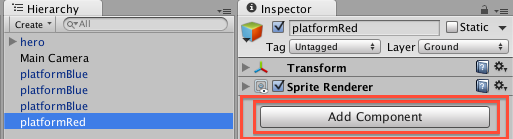 Hierarchy
Create
All
hero
Main Camera
platformBlue
platformBlue
platformBlue
platformRed
Inspector
platformRed
Static
Tag Untagged Layer Ground
Transform
Sprite Renderer
Add Component